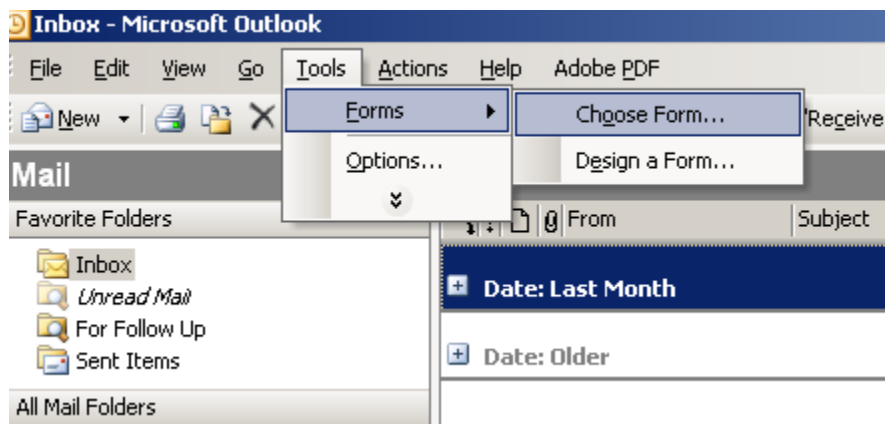 Inbox - Microsoft Outlook
File Edit View Go Tools Actions Help Adobe PDF
New Forms Choose Form... Receive
Options... Design a Form...
Mail
Favorite Folders From Subject
Inbox
Date: Last Month
Unread Mail
For Follow Up
Date: Older
Sent Items
All Mail Folders